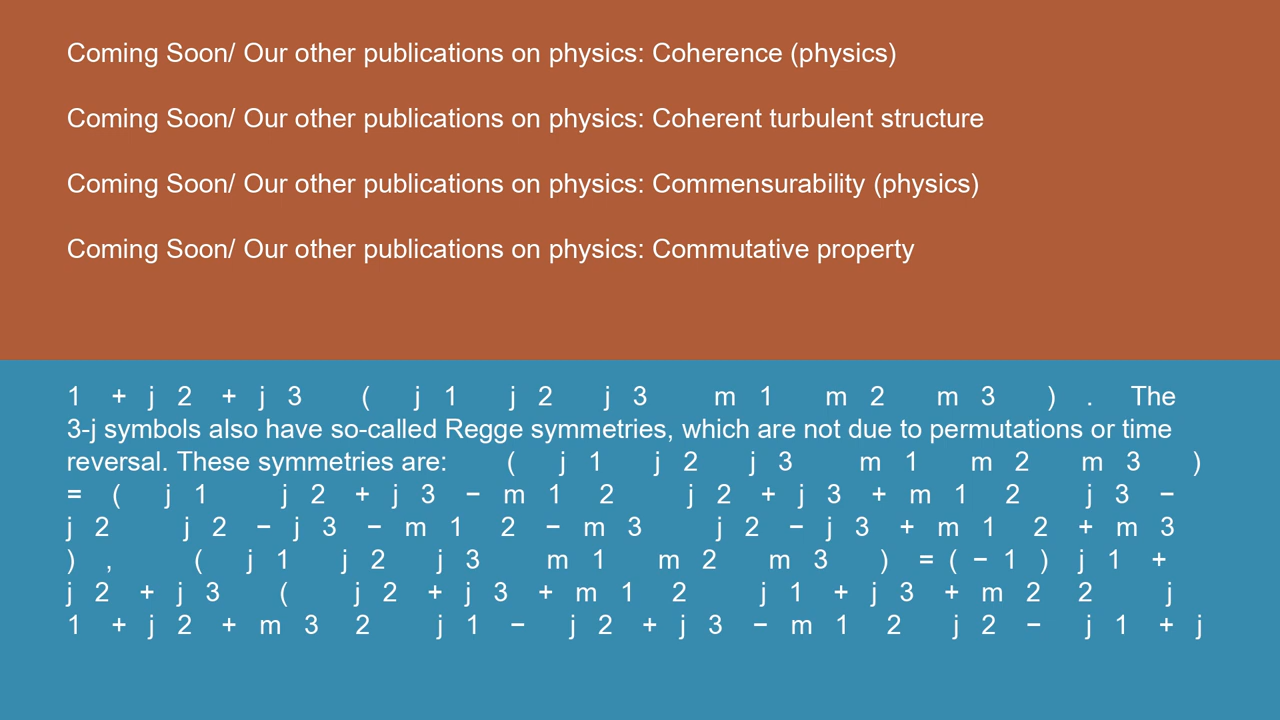 Coming Soon/ Our other publications on physics: Coherence (physics)
Coming Soon/ Our other publications on physics: Coherent turbulent structure
Coming Soon/ Our other publications on physics: Commensurability (physics)
Coming Soon/ Our other publications on physics: Commutative property
1 + j 2 + j 3 ( j 1 j 2 j 3 m 1 m 2 m 3 ) . The
3-j symbols also have so-called Regge symmetries, which are not due to permutations or time
reversal. These symmetries are: ( j 1 j 2 j 3 m 1 m 2 m 3 )
= ( j 1 j 2 + j 3 − m 1 2 j 2 + j 3 + m 1 2 j 3 −
j 2 j 2 − j 3 − m 1 2 − m 3 j 2 − j 3 + m 1 2 + m 3
) , ( j 1 j 2 j 3 m 1 m 2 m 3 ) = ( − 1 ) j 1 +
j 2 + j 3 ( j 2 + j 3 + m 1 2 j 1 + j 3 + m 2 2 j
1 + j 2 + m 3 2 j 1 − j 2 + j 3 − m 1 2 j 2 − j 1 + j